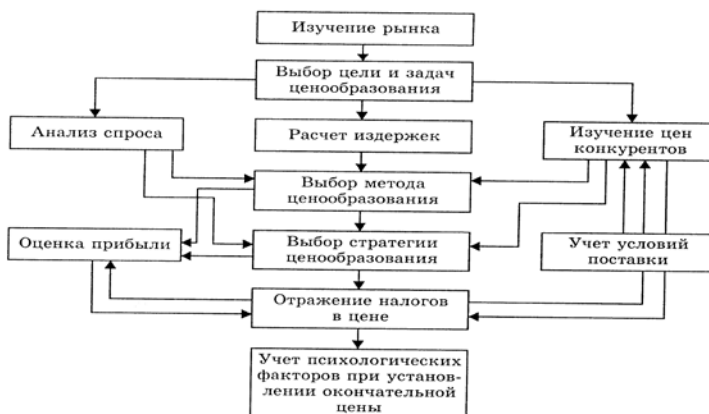 Изучение рынка
Выбор цели и задач
ценообразования
Анализ спроса
Расчет издержек
Изучение цен
конкурентов
Выбор метода
ценообразования
Оценка прибыли
Выбор стратегии
ценообразования
Учет условий
поставки
Отражение налогов
в цене
Учет психологических
факторов при установ-
лении окончательной
цены